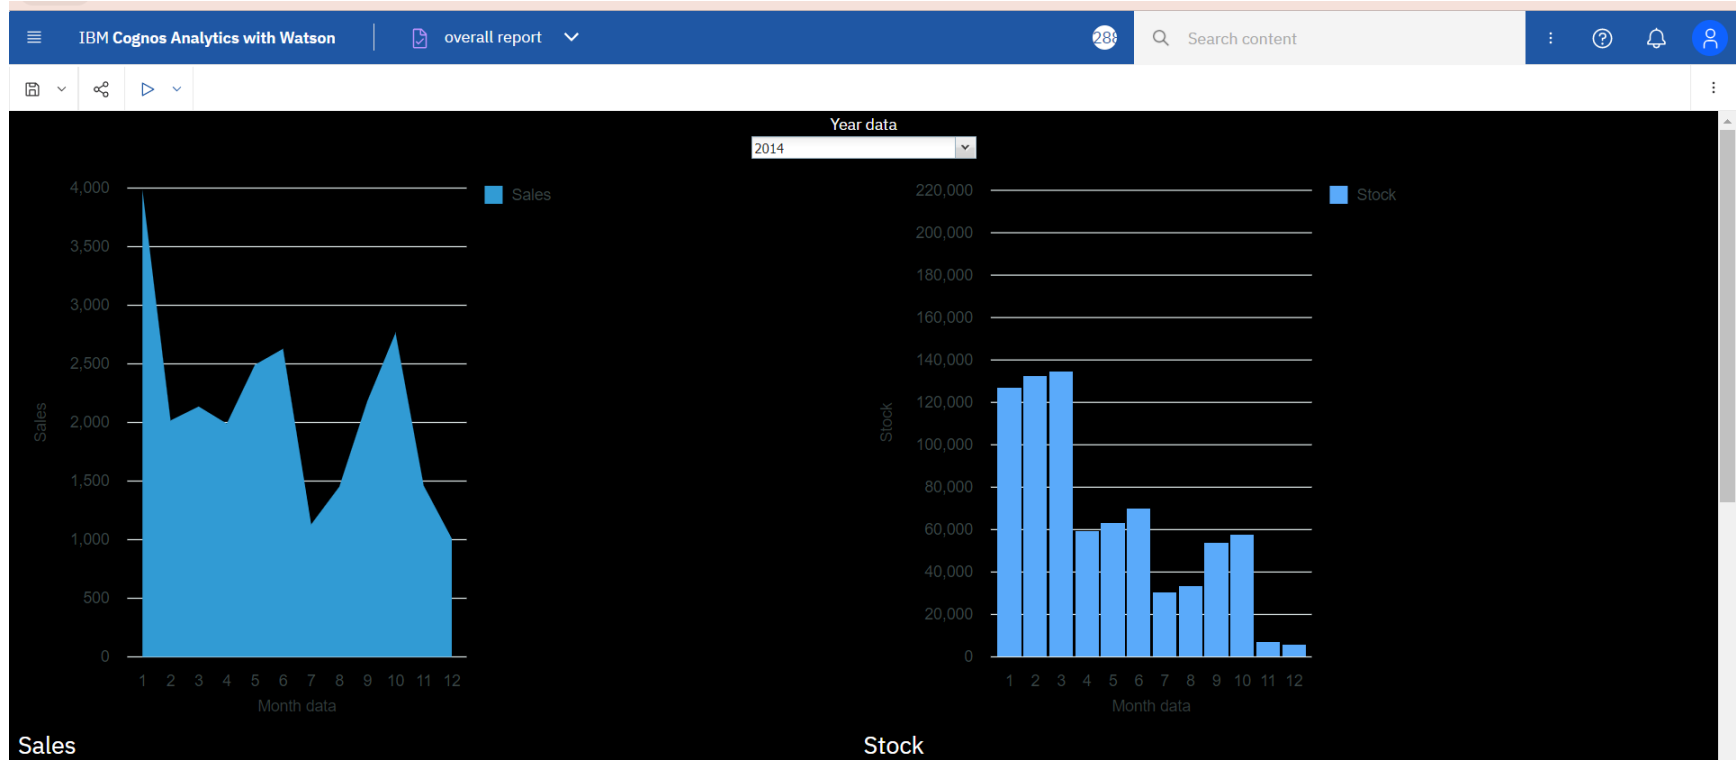 IBM Cognos Analytics with Watson
overall report
288
Search content
Year data
2014
4,000
3,500
3,000
2,500
2,000
1,500
1,000
500
0
Sales
1 2 3 4 5 6 7 8 9 10 11 12
Month data
Sales
220,000
200,000
180,000
160,000
140,000
120,000
100,000
80,000
60,000
40,000
20,000
0
Stock
1 2 3 4 5 6 7 8 9 10 11 12
Month data
Stock
Sales
Stock